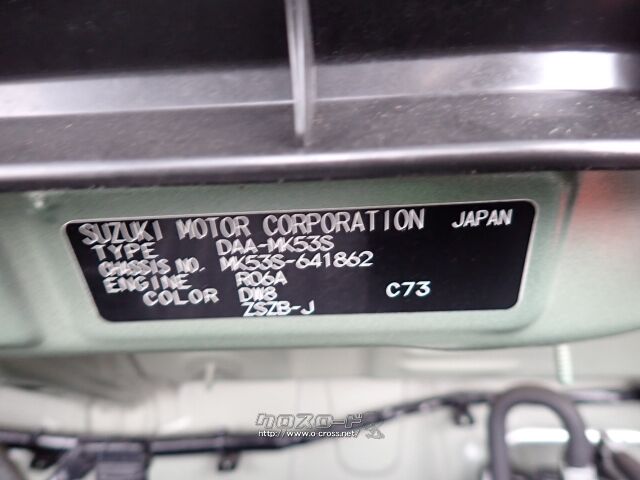 SUZUKI MOTOR CORPORATION JAPAN
TYPE DAA-MK53S
CHASSIS NO. MK53S-641862
ENGINE R06A
COLOR DW8 C73
ZSZB-J
クロスロード
http://www.o-cross.net/